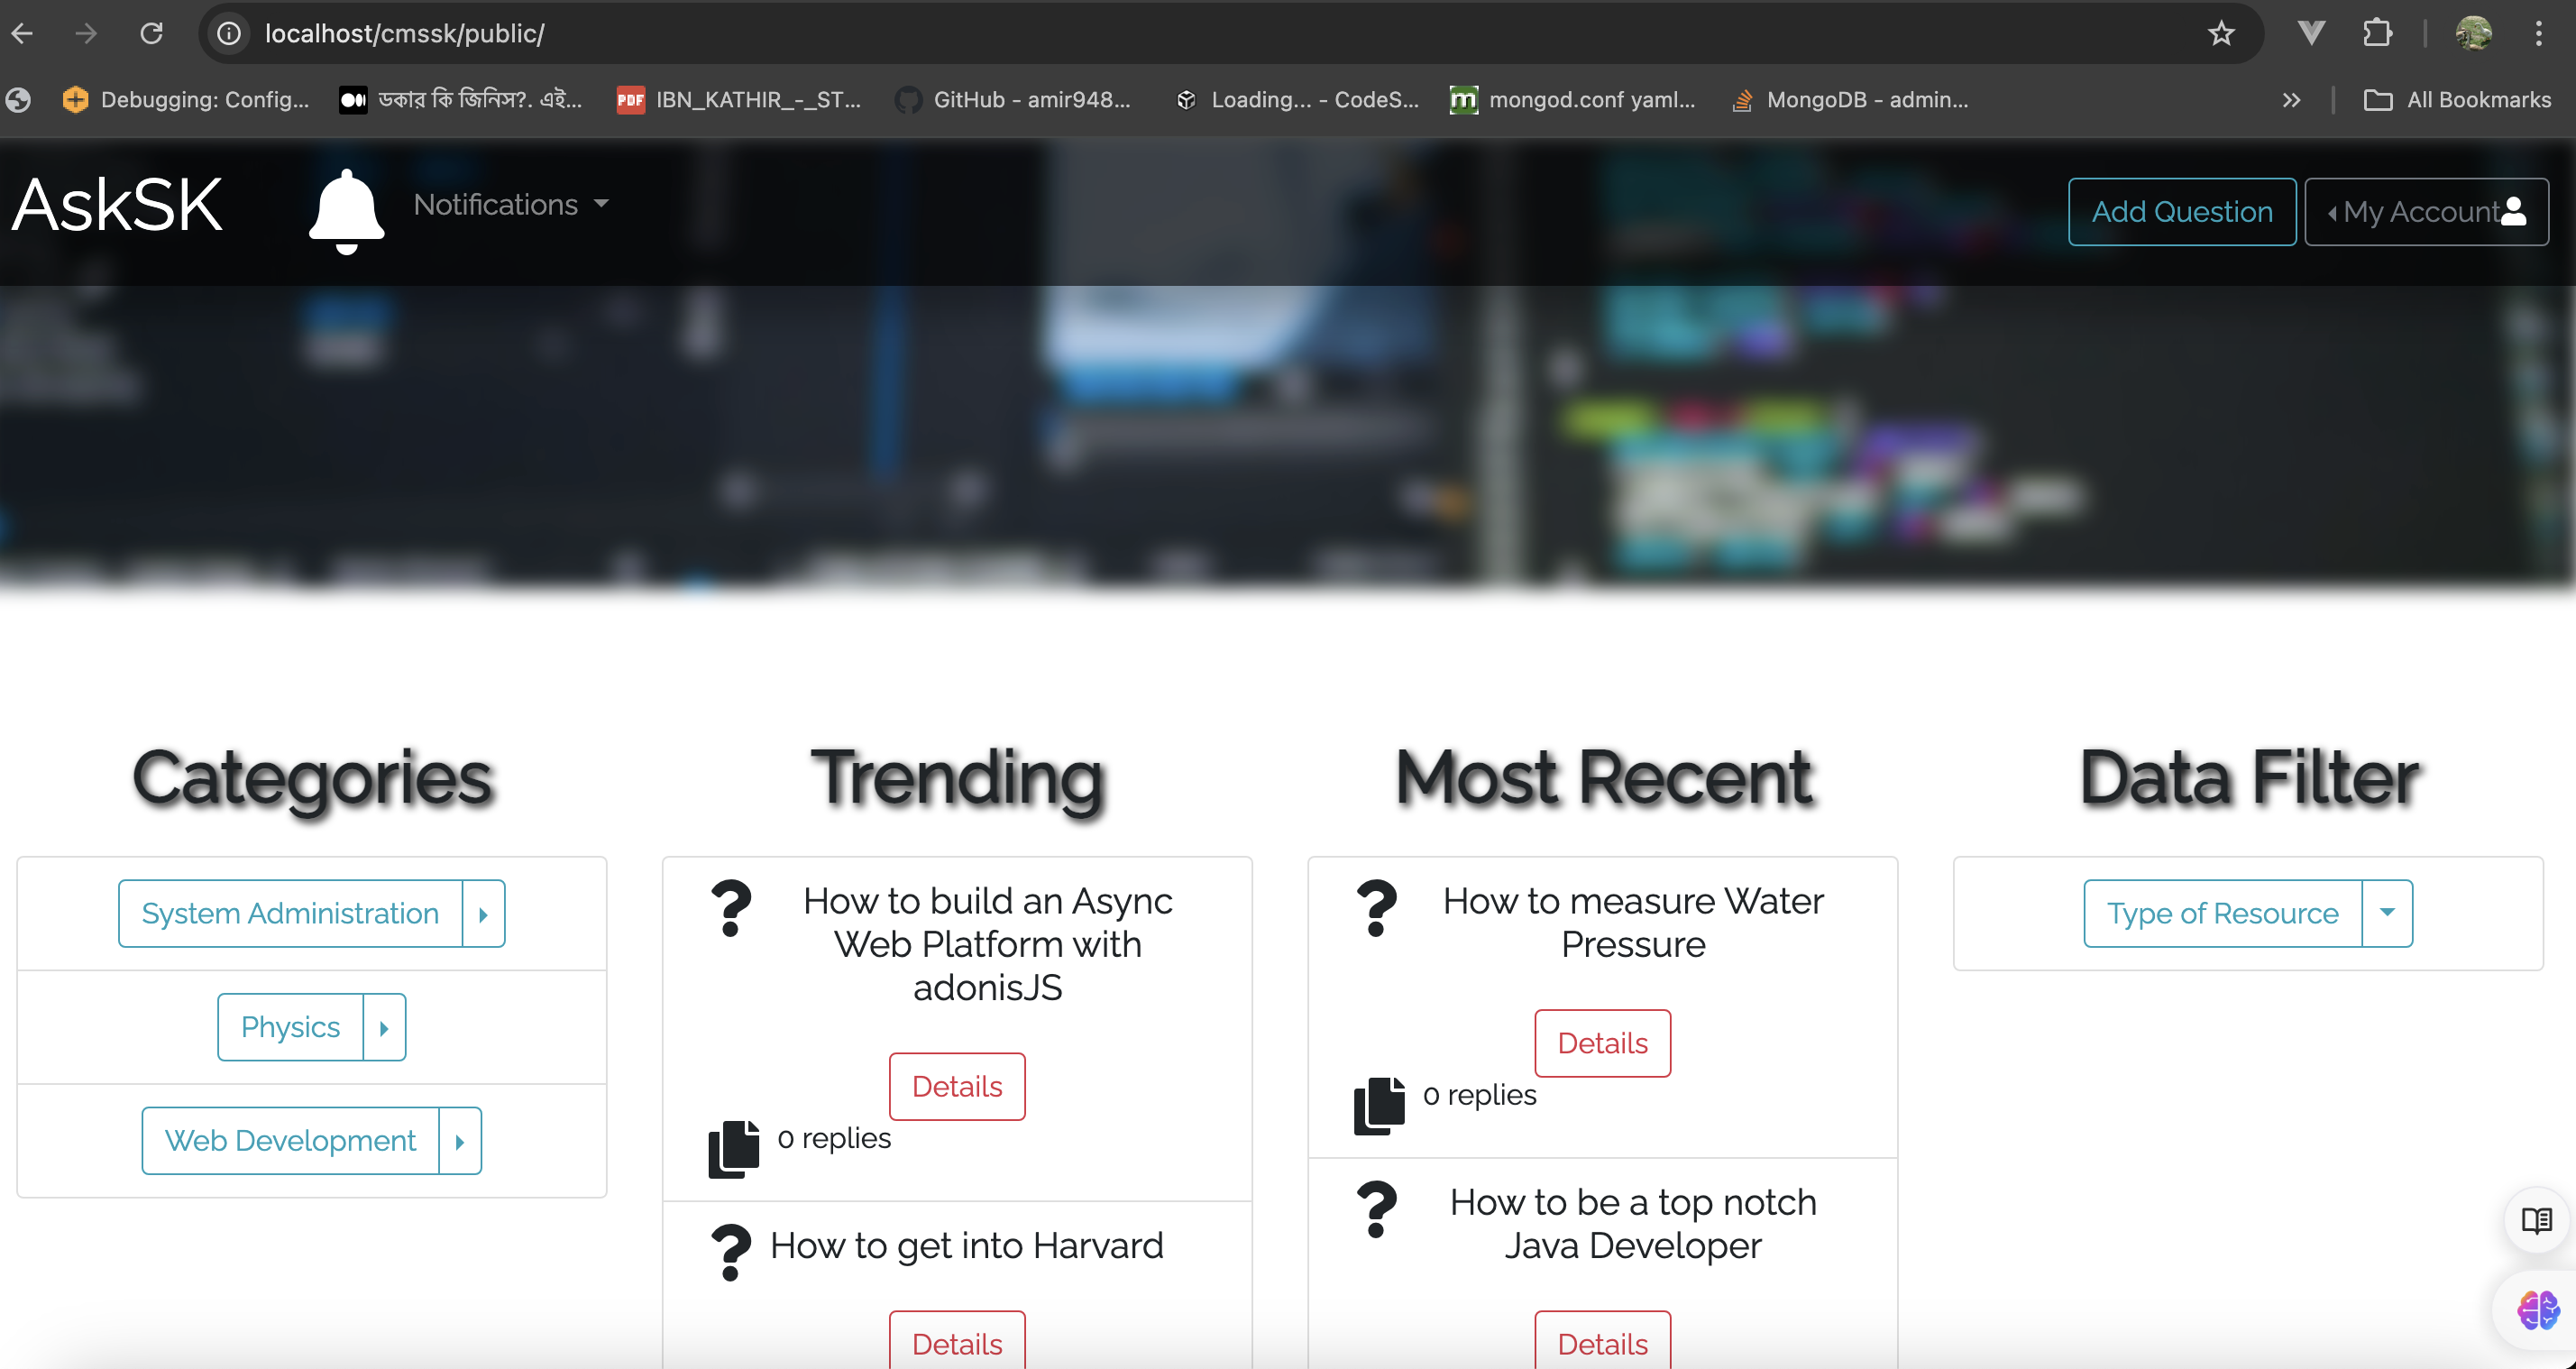 localhost/cmssk/public/
Debugging: Config...
ডকার কি জিনিস?. এই...
PDF
IBN_KATHIR_-_ST...
GitHub - amir948...
Loading... - CodeS...
m
mongod.conf yaml...
MongoDB - admin...
All Bookmarks
AskSK
Notifications
Add Question
My Account
Categories
System Administration
Physics
Web Development
Trending
How to build an Async
Web Platform with
adonisJS
Details
0 replies
How to get into Harvard
Details
Most Recent
How to measure Water
Pressure
Details
0 replies
How to be a top notch
Java Developer
Details
Data Filter
Type of Resource